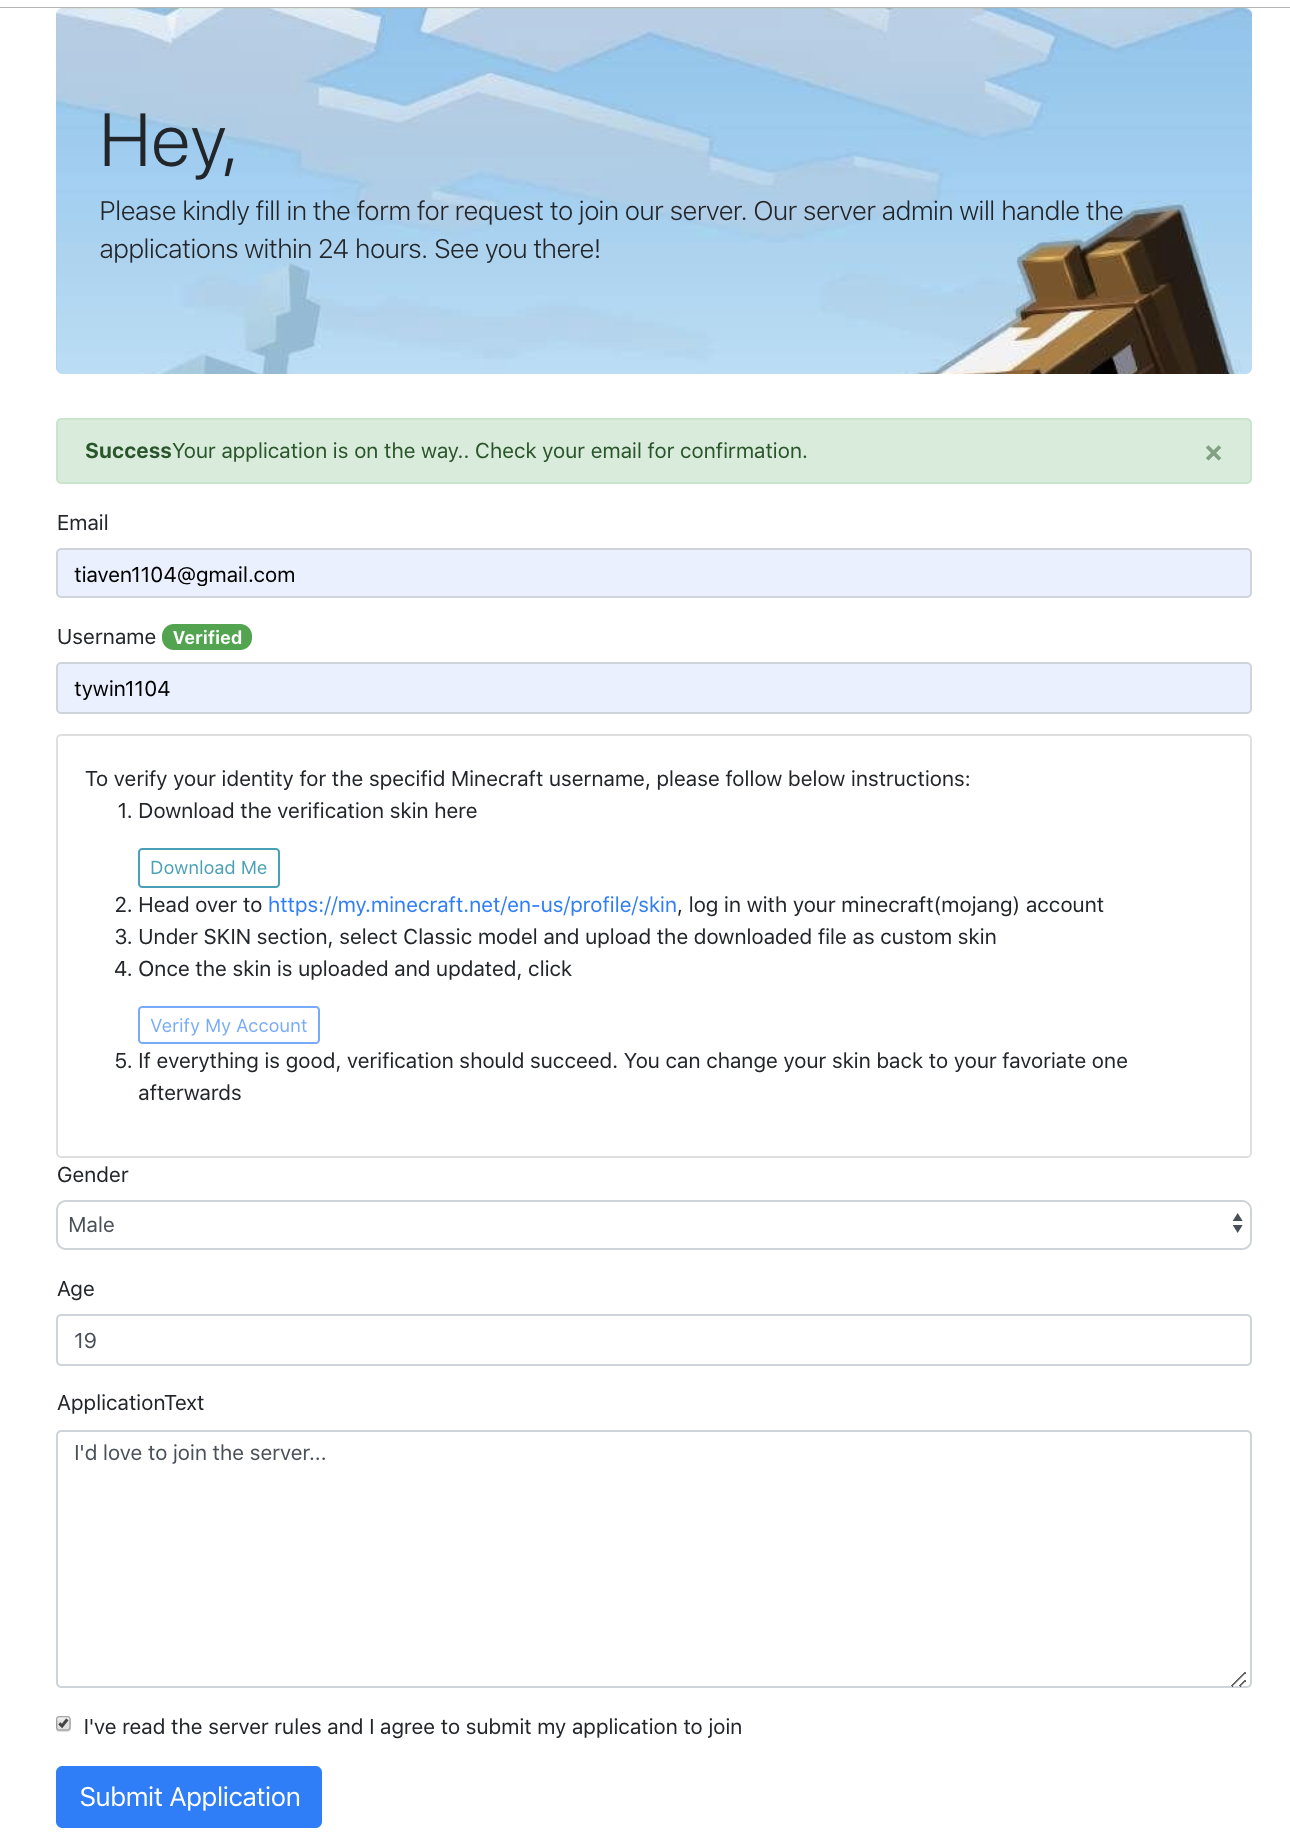 Hey,
Please kindly fill in the form for request to join our server. Our server admin will handle the
applications within 24 hours. See you there!
SuccessYour application is on the way.. Check your email for confirmation.
×
Email
tiaven1104@gmail.com
Username Verified
tywin1104
To verify your identity for the specifid Minecraft username, please follow below instructions:
1. Download the verification skin here
Download Me
2. Head over to https://my.minecraft.net/en-us/profile/skin, log in with your minecraft(mojang) account
3. Under SKIN section, select Classic model and upload the downloaded file as custom skin
4. Once the skin is uploaded and updated, click
Verify My Account
5. If everything is good, verification should succeed. You can change your skin back to your favoriate one
afterwards
Gender
Male
Age
19
ApplicationText
I'd love to join the server...
I've read the server rules and I agree to submit my application to join
Submit Application